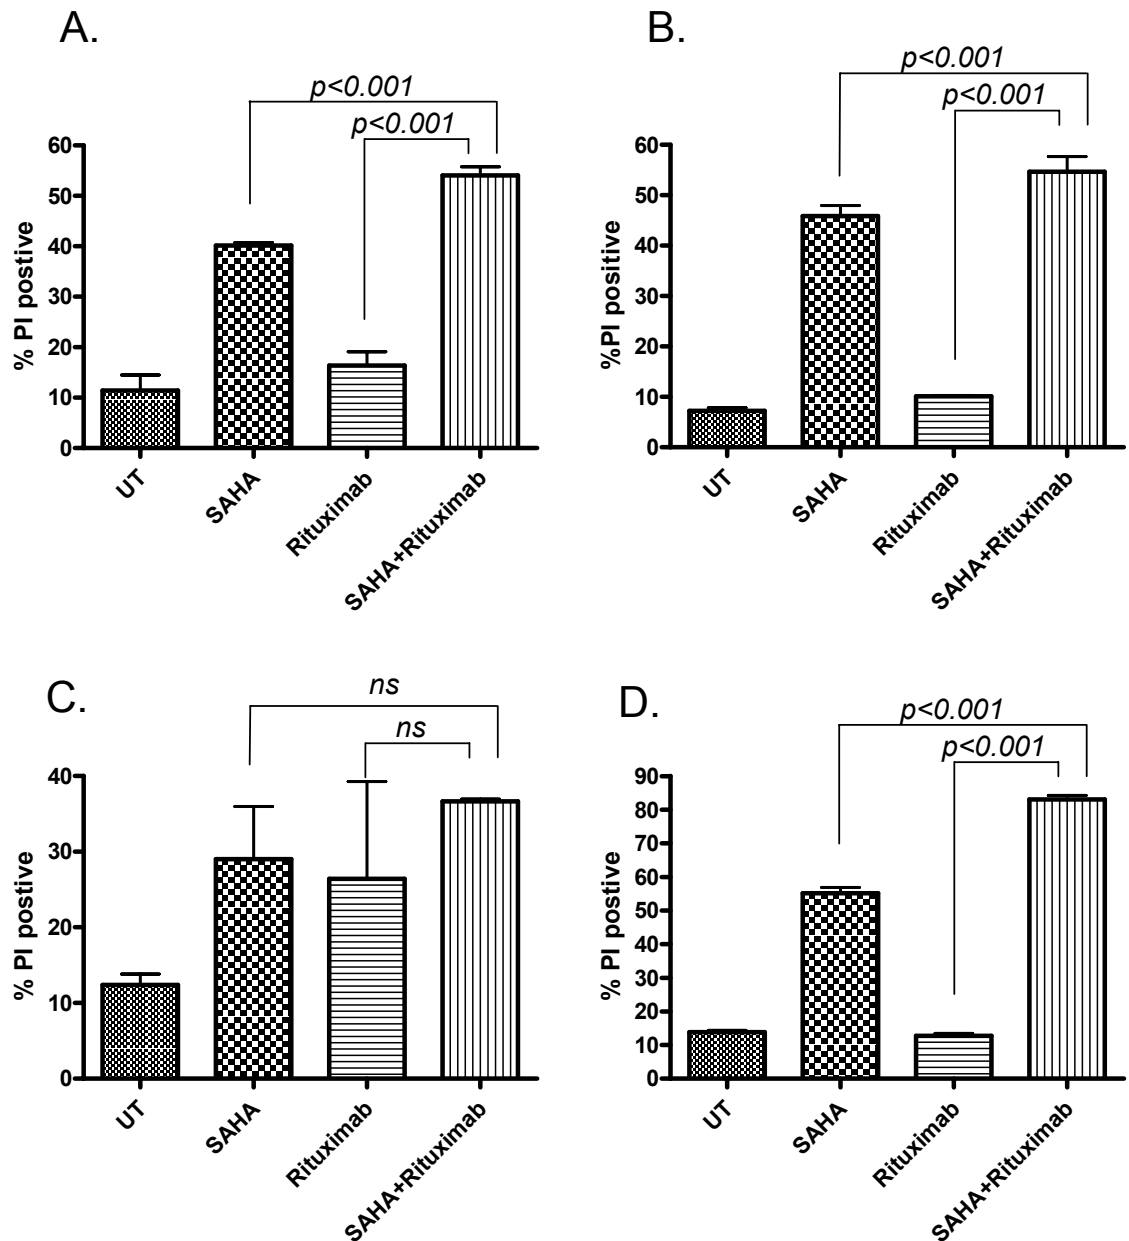 A.
p<0.001
p<0.001
% PI postive
60
50
40
30
20
10
0
UT
SAHA
Rituximab
SAHA+Rituximab
B.
p<0.001
p<0.001
%PI positive
60
50
40
30
20
10
0
UT
SAHA
Rituximab
SAHA+Rituximab
C.
ns
ns
% PI postive
40
30
20
10
0
UT
SAHA
Rituximab
SAHA+Rituximab
D.
p<0.001
p<0.001
% PI positive
90
80
70
60
50
40
30
20
10
0
UT
SAHA
Rituximab
SAHA+Rituximab